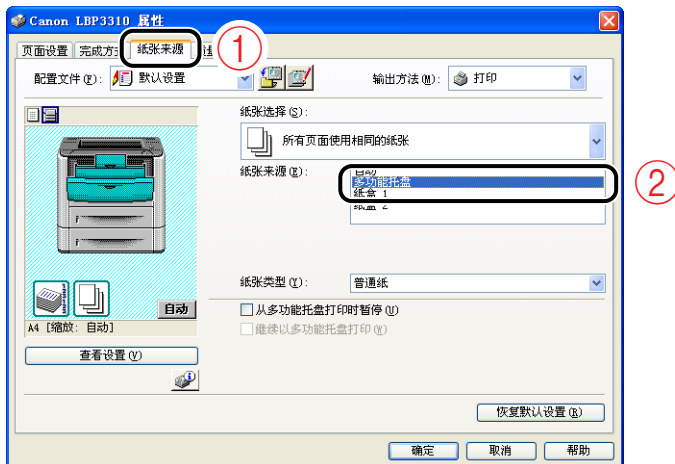 Canon LBP3310 属性
页面设置 完成方式 纸张来源
①
配置文件(F): 默认设置 输出方法(M): 打印
纸张选择(S):
所有页面使用相同的纸张
纸张来源(E): 自动
多功能托盘
②
纸盒 1
纸盒 2
纸张类型(Y): 普通纸
自动
从多功能托盘打印时暂停(U)
A4 [缩放: 自动]
继续以多功能托盘打印(W)
查看设置(V)
恢复默认设置(R)
确定 取消 帮助